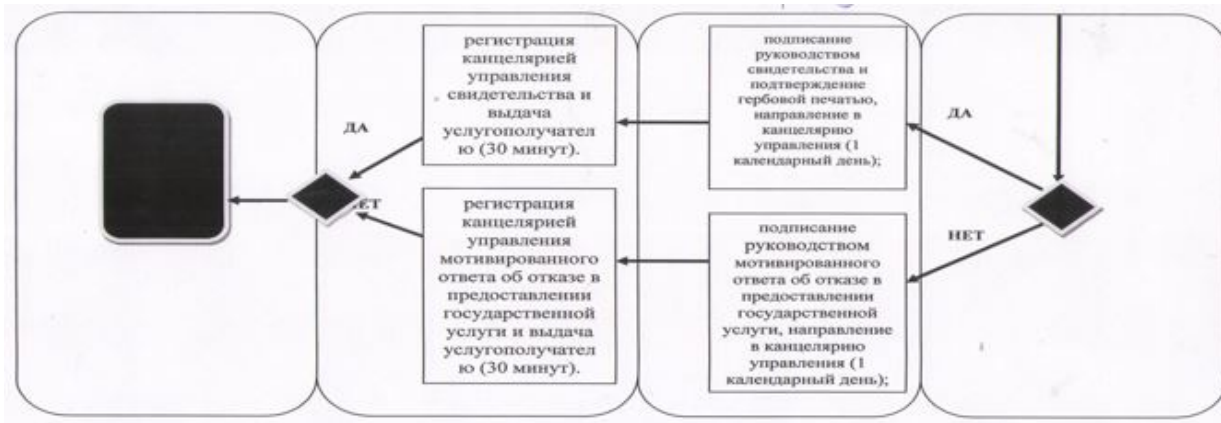 регистрация
канцелярией
управления
свидетельства и
выдача
услугополучател
ю (30 минут).
подписание
руководством
свидетельства и
подтверждение
гербовой печатью,
направление в
канцелярию
управления (1
календарный день);
ДА
ДА
НЕТ
регистрация
канцелярией
управления
мотивированного
ответа об отказе в
предоставлении
государственной
услуги и выдача
услугополучател
ю (30 минут).
подписание
руководством
мотивированного
ответа об отказе в
предоставлении
государственной
услуги, направление
в канцелярию
управления (1
календарный день);